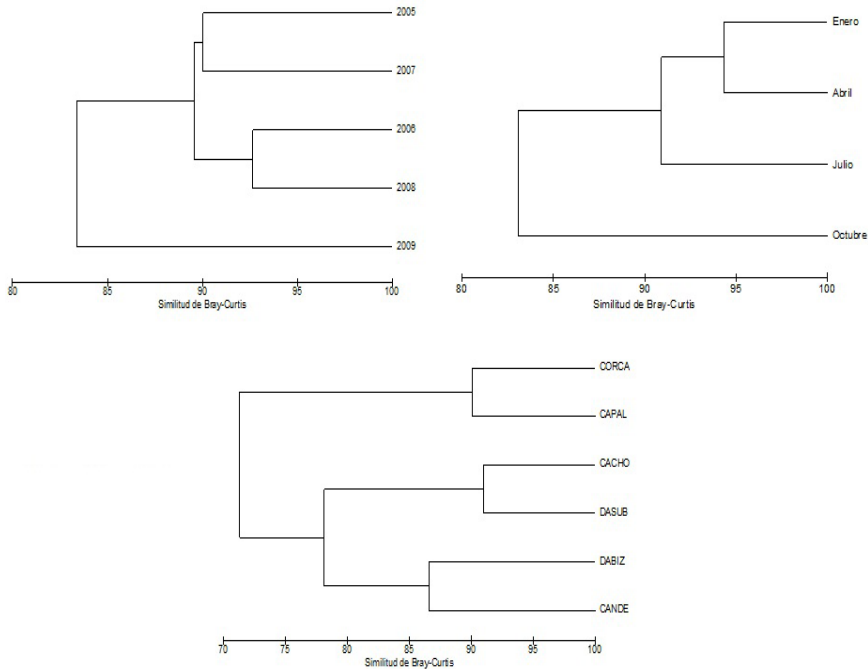 2005
2007
2006
2008
2009
80 85 90 95 100
Similitud de Bray-Curtis
Enero
Abril
Julio
Octubre
80 85 90 95 100
Similitud de Bray-Curtis
CORCA
CAPAL
CACHO
DASUB
DABIZ
CANDE
70 75 80 85 90 95 100
Similitud de Bray-Curtis